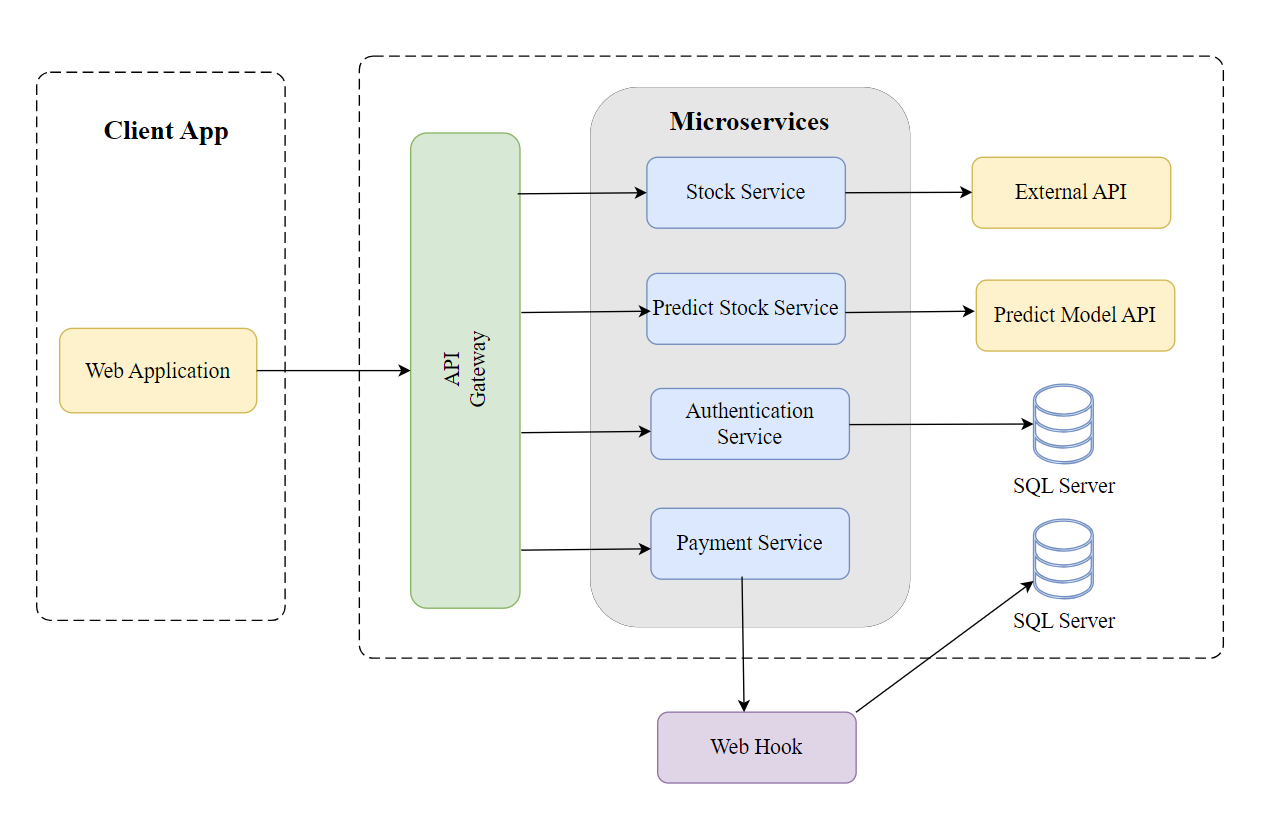 Client App
Web Application
API
Gateway
Microservices
Stock Service
Predict Stock Service
Authentication
Service
Payment Service
External API
Predict Model API
SQL Server
SQL Server
Web Hook